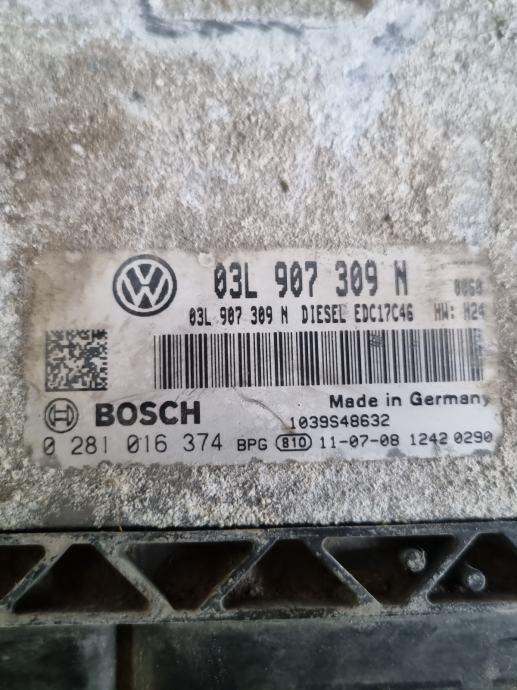 03L 907 309 N 0060
03L 907 309 N DIESEL EDC17C46 HW: H24
Made in Germany
BOSCH 1039S48632
0 281 016 374 BPG 810 11-07-08 1242 0290